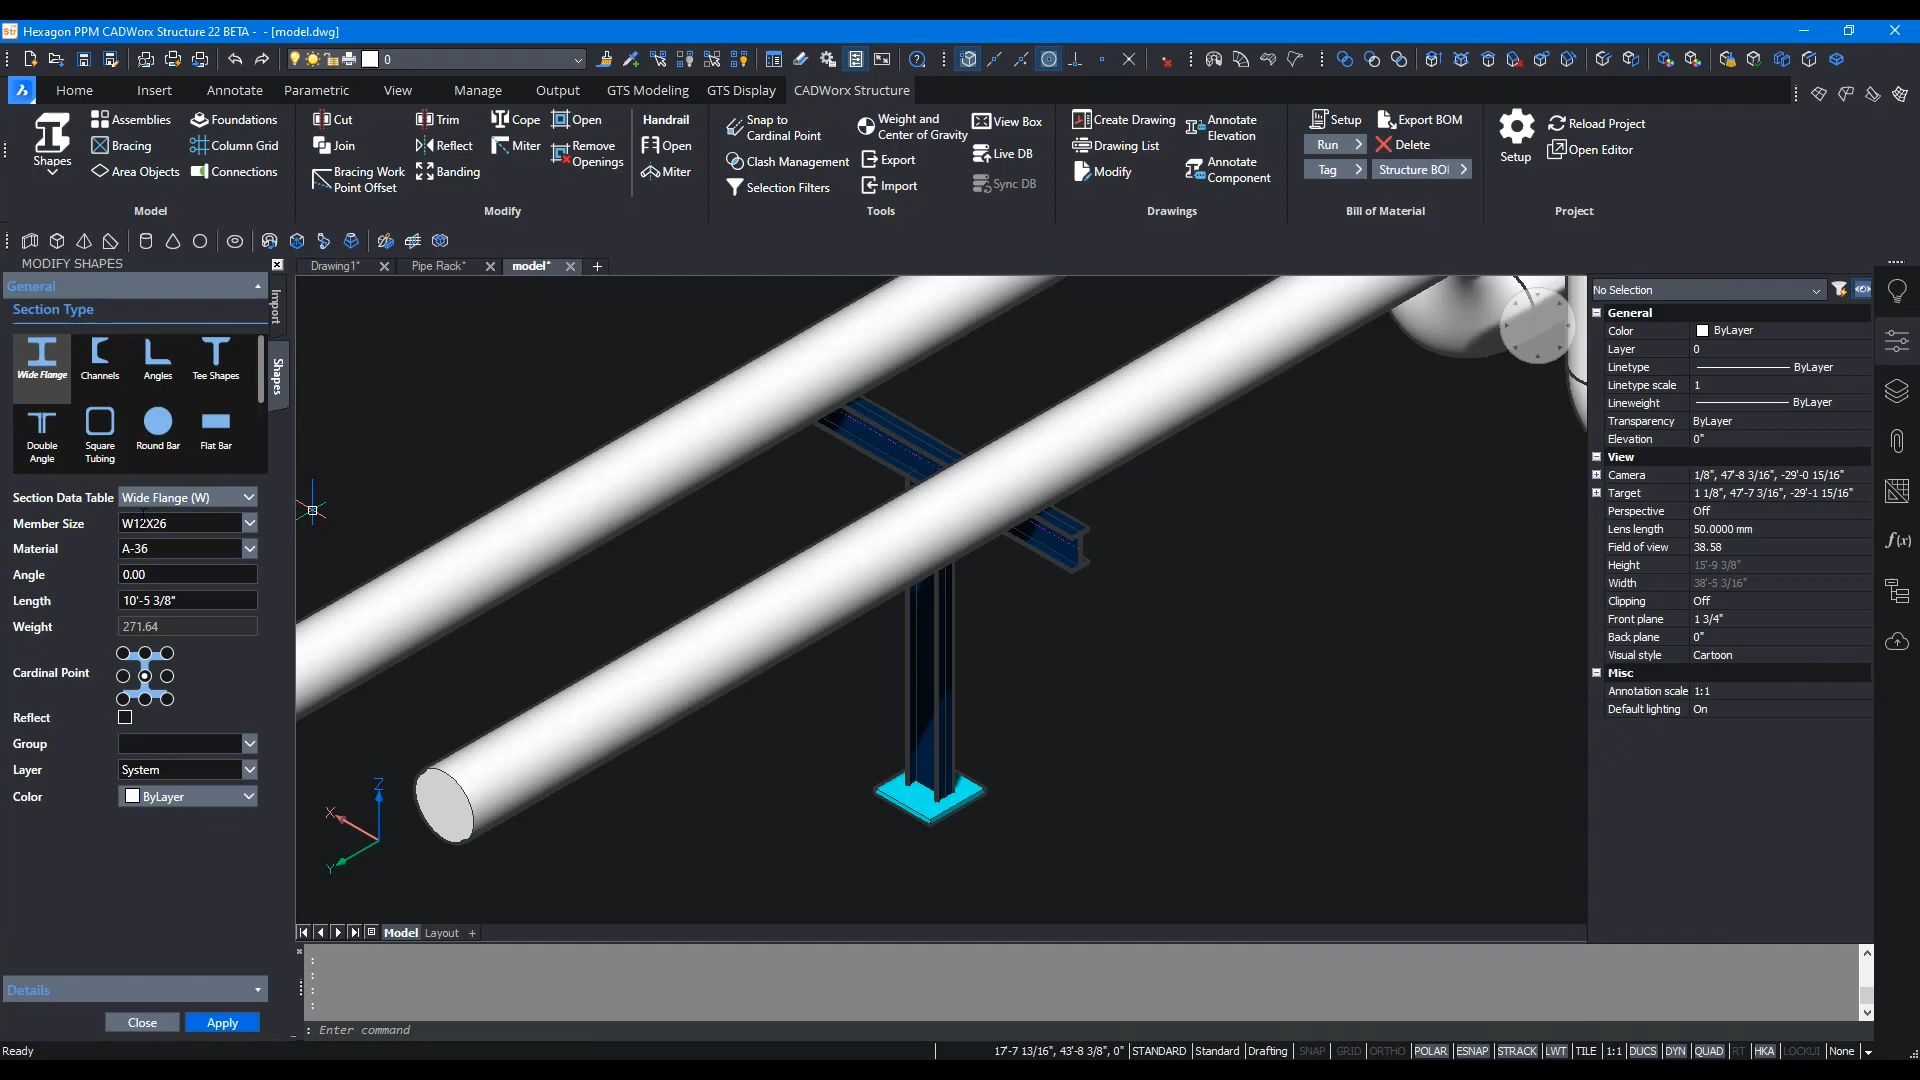 Hexagon PPM CADWorx Structure 22 BETA - - [model.dwg]
0
Home Insert Annotate Parametric View Manage Output GTS Modeling GTS Display CADWorx Structure
Shapes
Assemblies
Foundations
Bracing
Column Grid
Area Objects
Connections
Model
Cut
Join
Bracing Work
Point Offset
Trim
Reflect
Banding
Cope
Miter
Open
Remove
Openings
Handrail
Open
Miter
Modify
Snap to
Cardinal Point
Clash Management
Selection Filters
Weight and
Center of Gravity
Export
Import
View Box
Live DB
Sync DB
Tools
Create Drawing
Drawing List
Modify
Annotate
Elevation
Annotate
Component
Drawings
Setup
Run
Tag
Export BOM
Delete
Structure BOI
Bill of Material
Setup
Reload Project
Open Editor
Project
MODIFY SHAPES
Drawing1*
Pipe Rack*
model*
General
Section Type
Import
Shapes
Wide Flange
Channels
Angles
Tee Shapes
Double
Angle
Square
Tubing
Round Bar
Flat Bar
Section Data Table Wide Flange (W)
Member Size W12X26
Material A-36
Angle 0.00
Length 10'-5 3/8"
Weight 271.64
Cardinal Point
Reflect
Group
Layer System
Color ByLayer
Details
Close
Apply
Z
X
Y
Model Layout +
:
:
:
:
: Enter command
No Selection
General
Color ByLayer
Layer 0
Linetype ByLayer
Linetype scale 1
Lineweight ByLayer
Transparency ByLayer
Elevation 0"
View
Camera 1/8", 47'-8 3/16", -29'-0 15/16"
Target 1 1/8", 47'-7 3/16", -29'-1 15/16"
Perspective Off
Lens length 50.0000 mm
Field of view 38.58
Height 15'-9 3/8"
Width 38'-5 3/16"
Clipping Off
Front plane 1 3/4"
Back plane 0"
Visual style Cartoon
Misc
Annotation scale 1:1
Default lighting On
f(x)
Ready
17'-7 13/16", 43'-8 3/8", 0" STANDARD Standard Drafting SNAP GRID ORTHO POLAR ESNAP STRACK LWT TILE 1:1 DUCS DYN QUAD RT HKA LOCKUI None